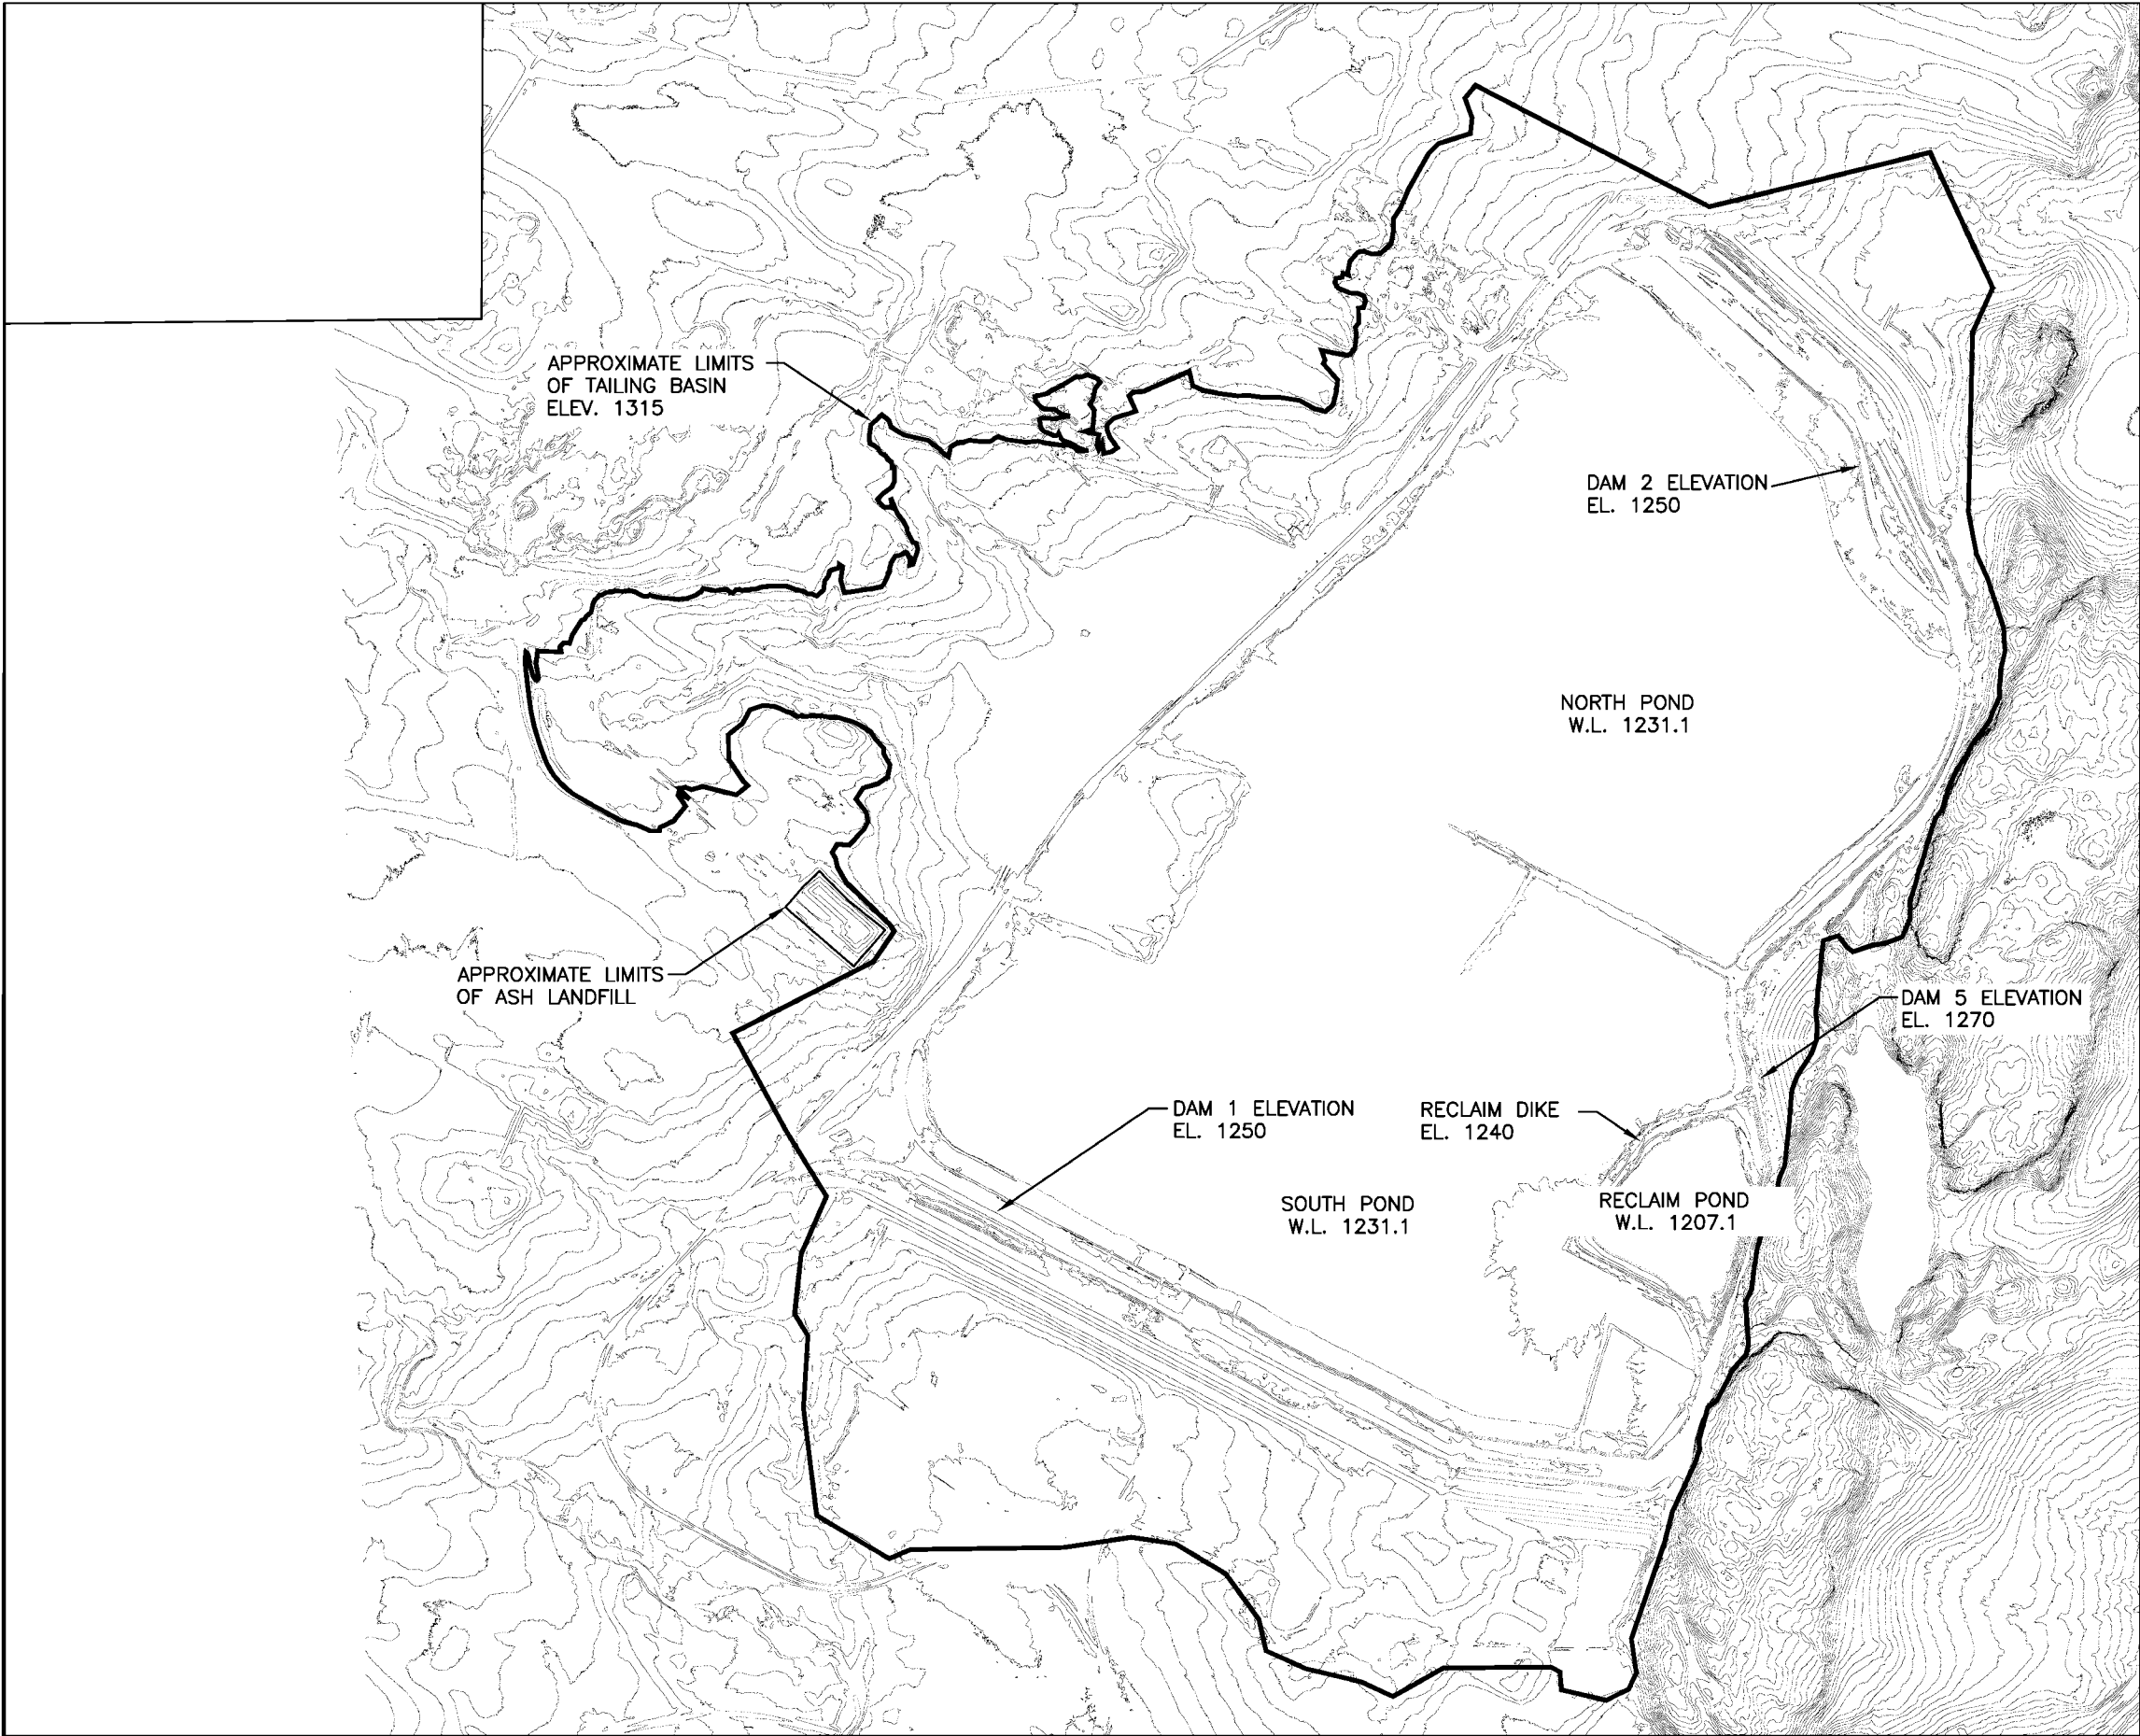 APPROXIMATE LIMITS
OF TAILING BASIN
ELEV. 1315
DAM 2 ELEVATION
EL. 1250
NORTH POND
W.L. 1231.1
APPROXIMATE LIMITS
OF ASH LANDFILL
DAM 5 ELEVATION
EL. 1270
DAM 1 ELEVATION
EL. 1250
RECLAIM DIKE
EL. 1240
SOUTH POND
W.L. 1231.1
RECLAIM POND
W.L. 1207.1